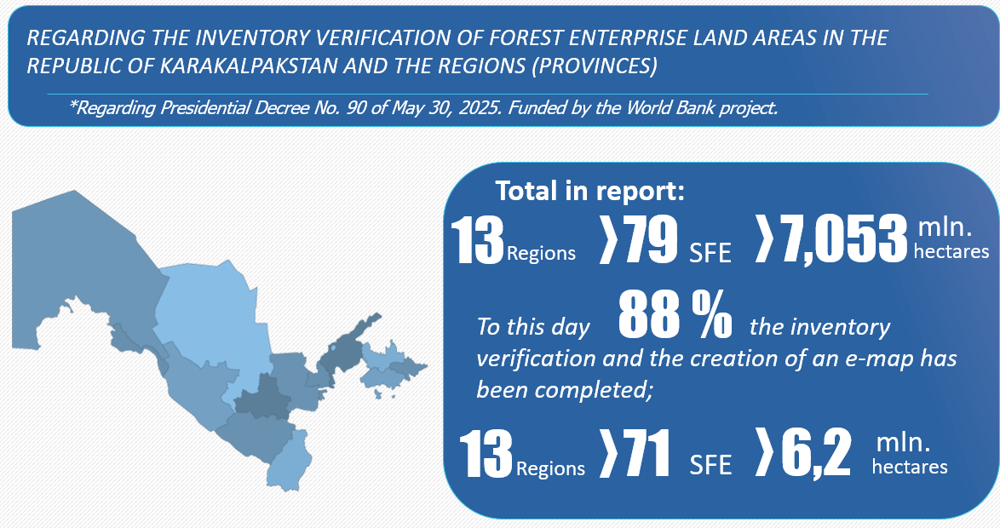 REGARDING THE INVENTORY VERIFICATION OF FOREST ENTERPRISE LAND AREAS IN THE
REPUBLIC OF KARAKALPAKSTAN AND THE REGIONS (PROVINCES)
*Regarding Presidential Decree No. 90 of May 30, 2025. Funded by the World Bank project.
Total in report:
13 Regions ⟩79 SFE ⟩7,053 mln. hectares
To this day 88 % the inventory
verification and the creation of an e-map has
been completed;
13 Regions ⟩71 SFE ⟩6,2 mln. hectares